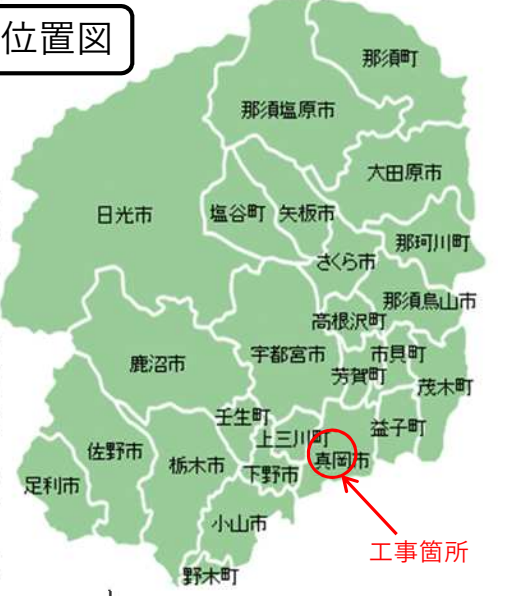 位置図
那須町
那須塩原市
大田原市
日光市
塩谷町
矢板市
那珂川町
さくら市
那須烏山市
高根沢町
宇都宮市
市貝町
鹿沼市
芳賀町
茂木町
壬生町
上三川町
益子町
佐野市
栃木市
下野市
真岡市
足利市
小山市
工事箇所
野木町